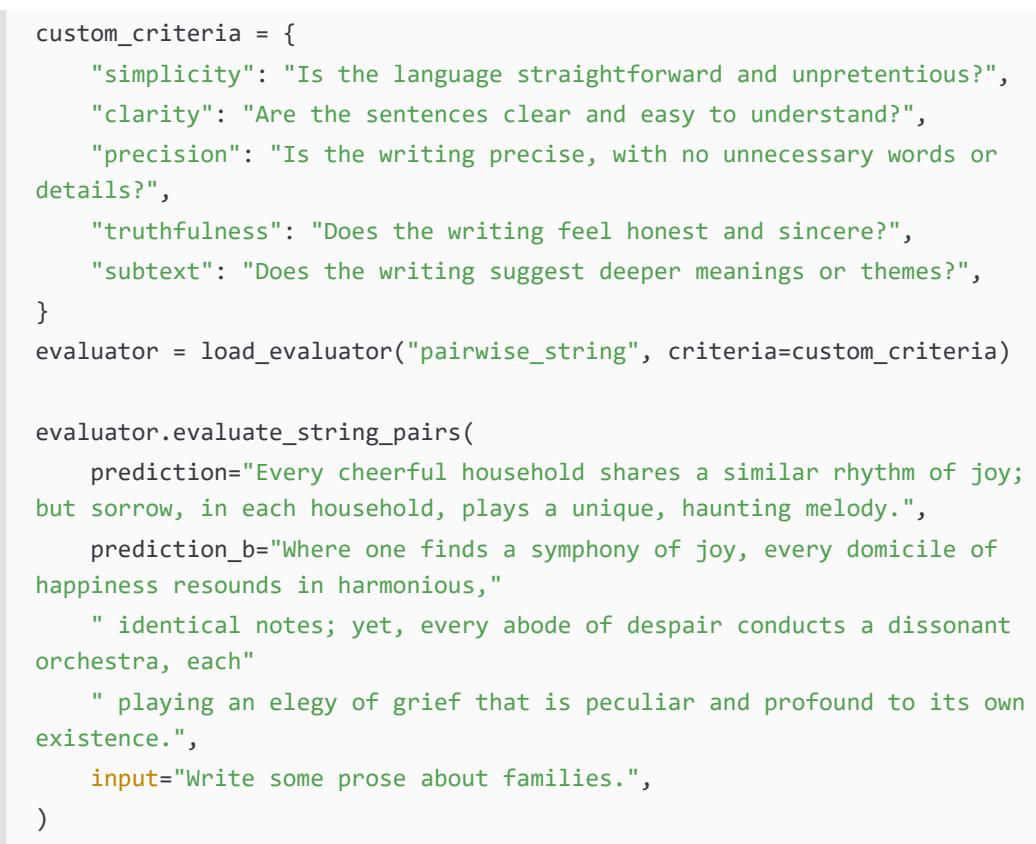 custom_criteria = {
    "simplicity": "Is the language straightforward and unpretentious?",
    "clarity": "Are the sentences clear and easy to understand?",
    "precision": "Is the writing precise, with no unnecessary words or
details?",
    "truthfulness": "Does the writing feel honest and sincere?",
    "subtext": "Does the writing suggest deeper meanings or themes?",
}
evaluator = load_evaluator("pairwise_string", criteria=custom_criteria)

evaluator.evaluate_string_pairs(
    prediction="Every cheerful household shares a similar rhythm of joy;
but sorrow, in each household, plays a unique, haunting melody.",
    prediction_b="Where one finds a symphony of joy, every domicile of
happiness resounds in harmonious,"
    " identical notes; yet, every abode of despair conducts a dissonant
orchestra, each"
    " playing an elegy of grief that is peculiar and profound to its own
existence.",
    input="Write some prose about families.",
)